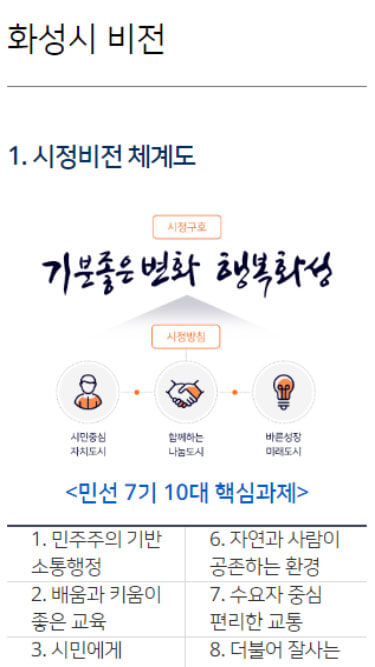 화성시 비전
1. 시정비전 체계도
시정구호
기분좋은 변화 행복화성
시정방침
시민중심
자치도시
함께하는
나눔도시
바른성장
미래도시
<민선 7기 10대 핵심과제>
1. 민주주의 기반
소통행정
6. 자연과 사람이
공존하는 환경
2. 배움과 키움이
좋은 교육
7. 수요자 중심
편리한 교통
3. 시민에게
8. 더불어 잘사는